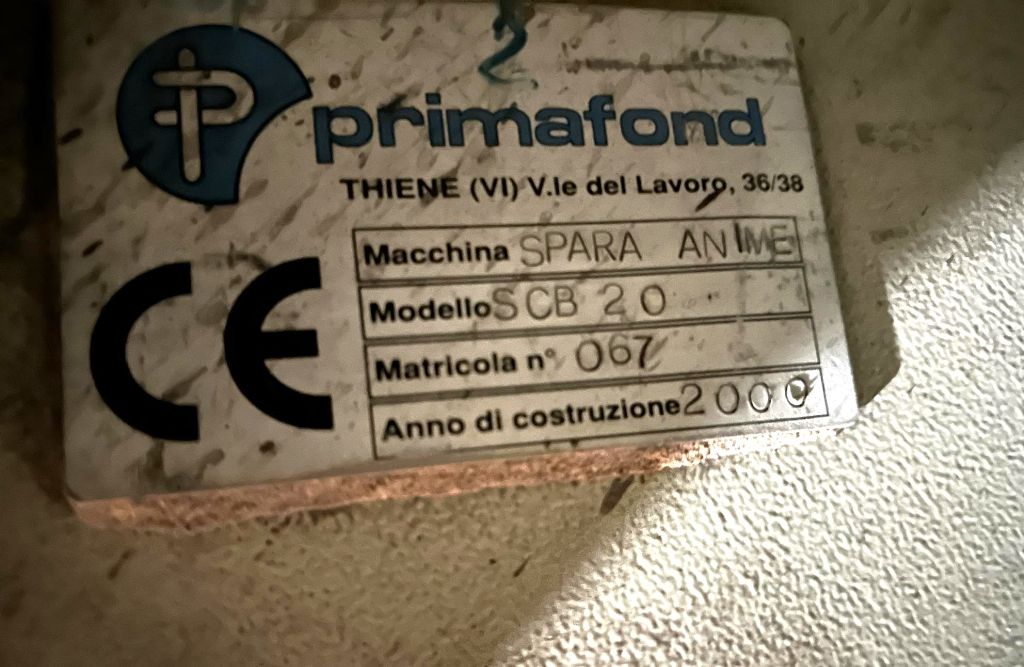 2
primafond
THIENE (VI) V.le del Lavoro, 36/38
Macchina SPARA ANIME
Modello SCB 20
Matricola n° 067
Anno di costruzione 2000
CE